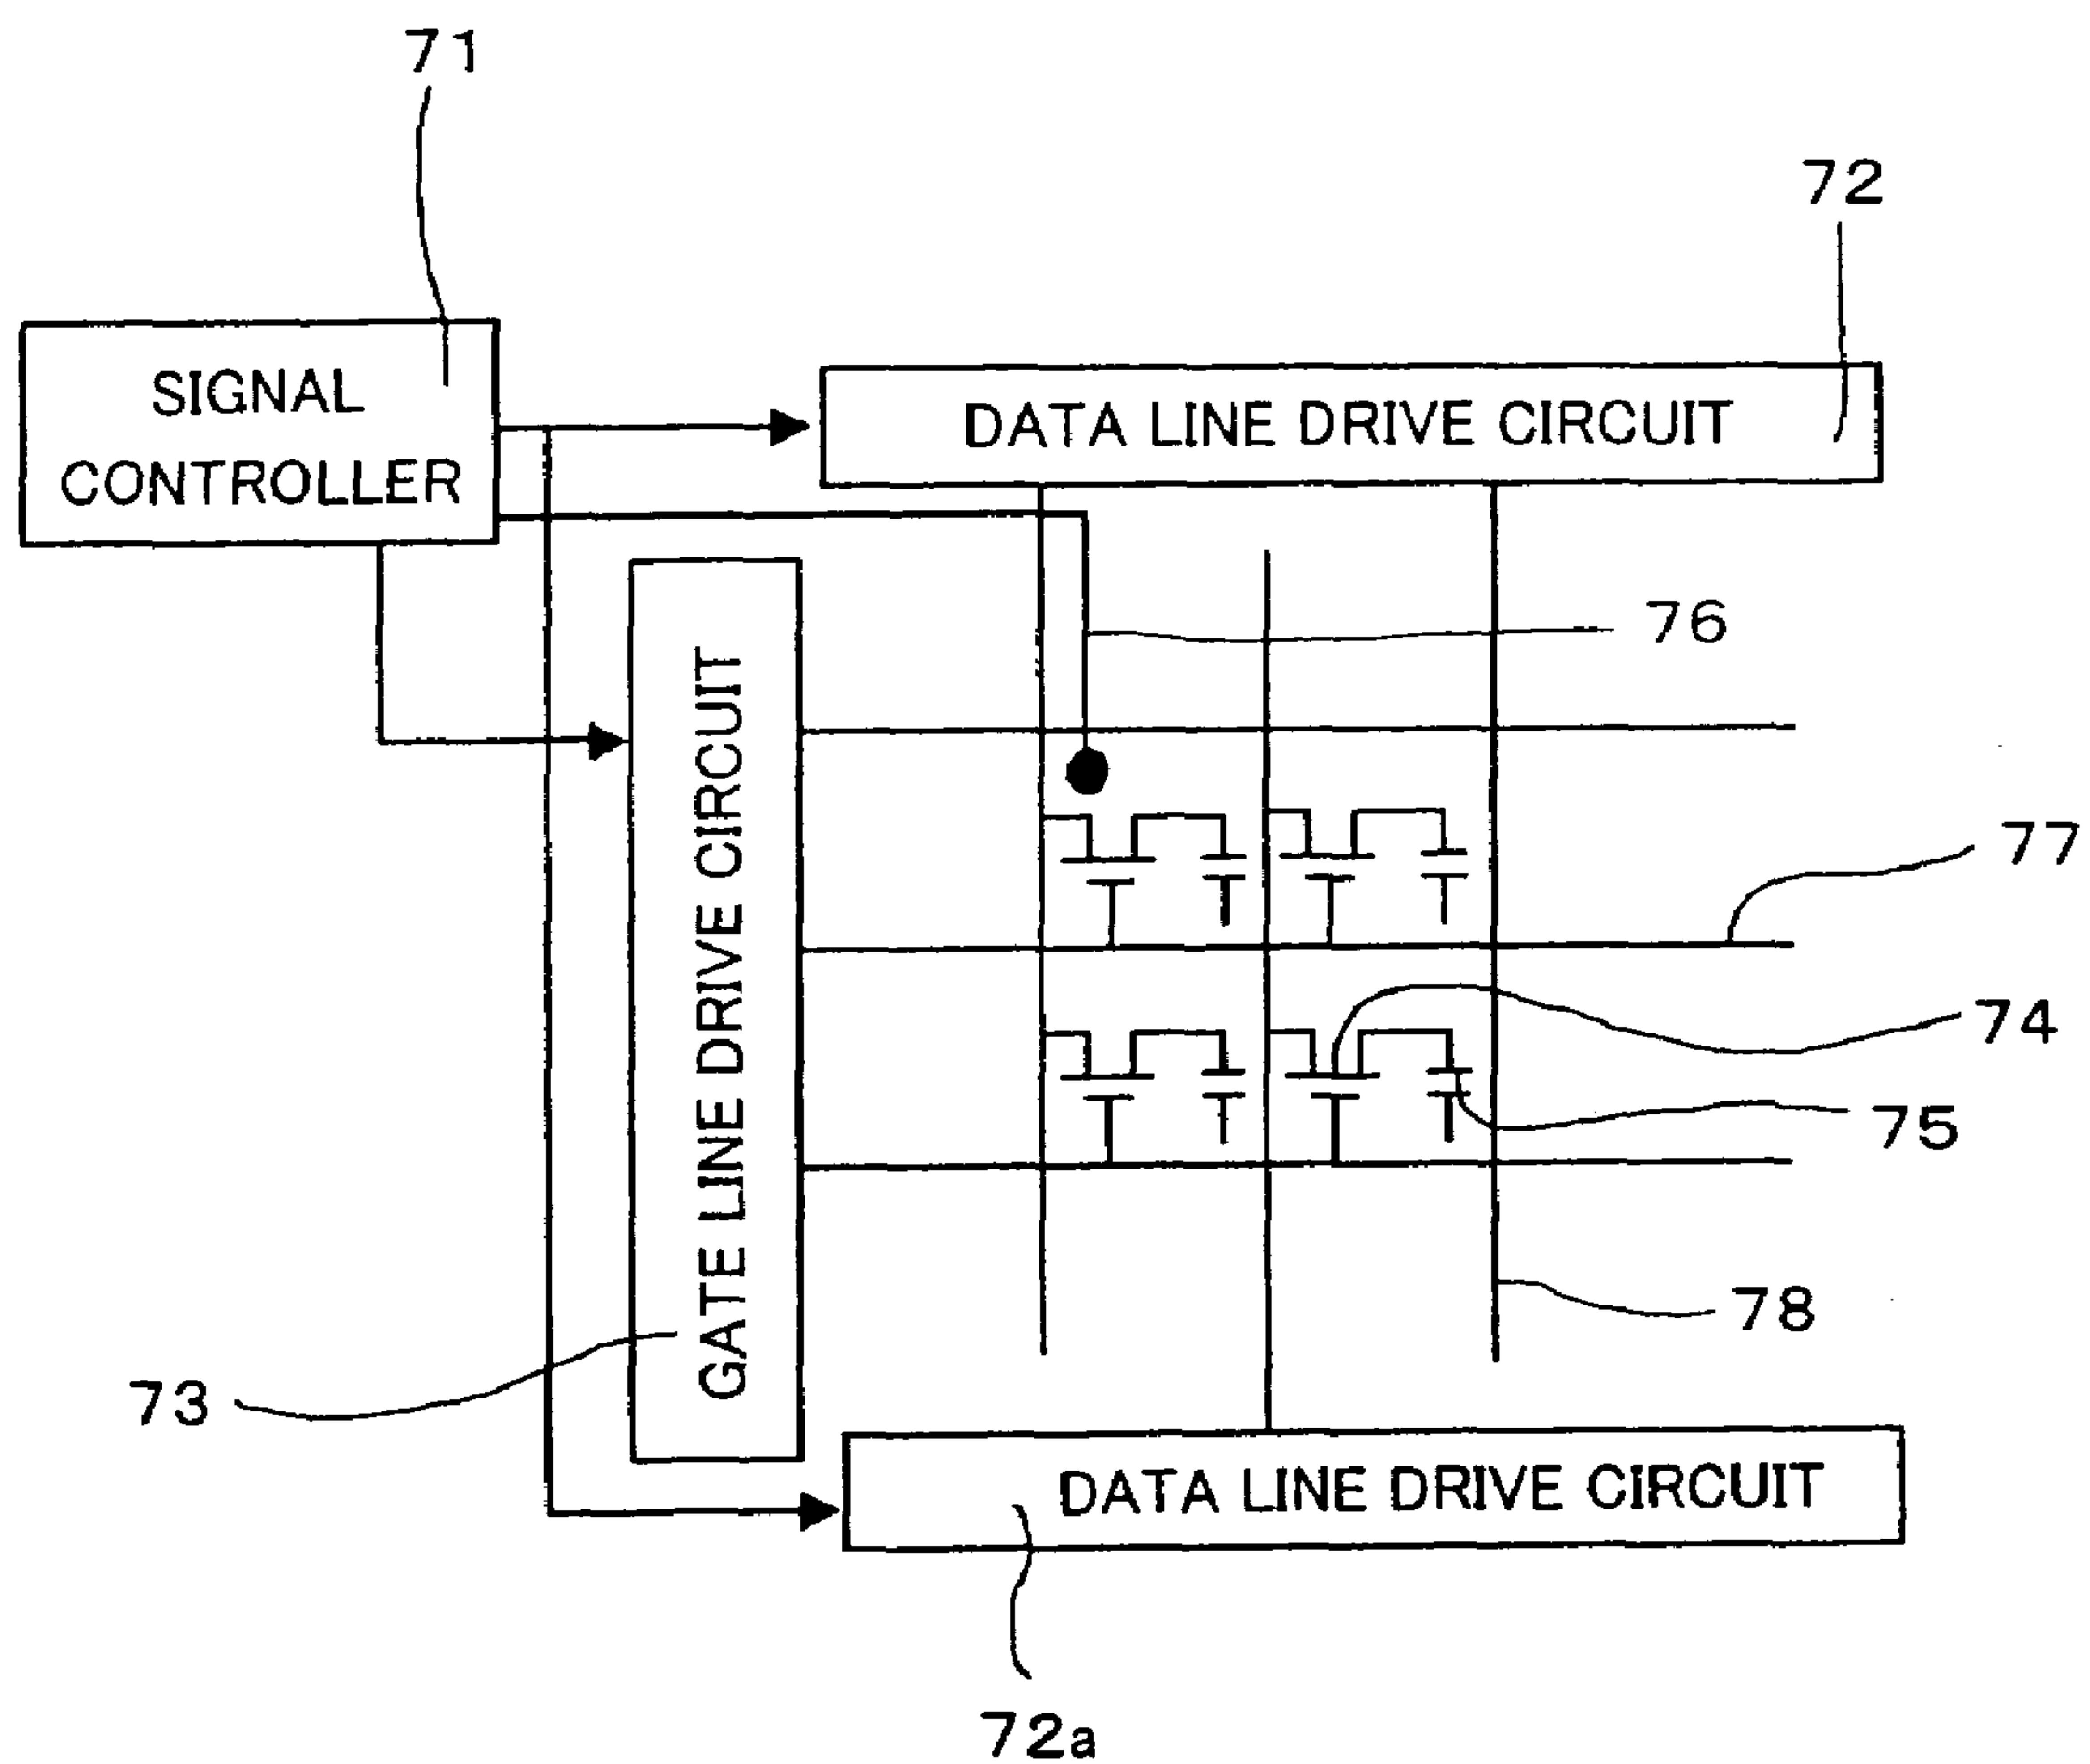 71
72
SIGNAL
CONTROLLER
DATA LINE DRIVE CIRCUIT
76
GATE LINE DRIVE CIRCUIT
77
74
75
78
73
DATA LINE DRIVE CIRCUIT
72a